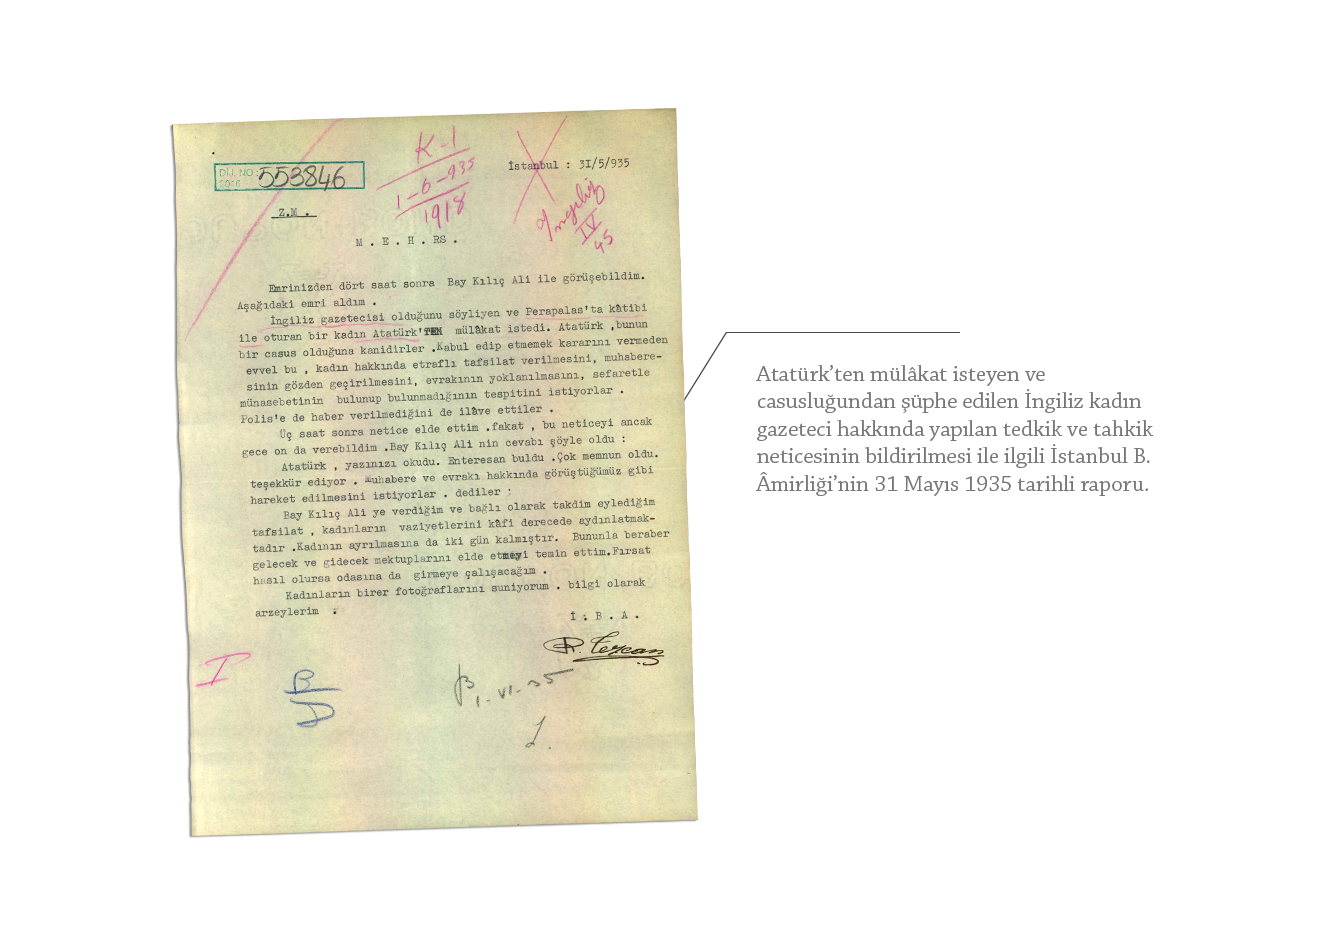 DİJ. NO : 553846
K-1
1-6-935
1918
İstanbul : 3I/5/935
İngiliz
IV
45
Z.M .
M . E . H . RS .
Emrinizden dört saat sonra Bay Kılıç Ali ile görüşebildim.
Aşağıdaki emri aldım .
İngiliz gazetecisi olduğunu söyliyen ve Perapalas'ta kâtibi
ile oturan bir kadın Atatürk'TEN mülâkat istedi. Atatürk ,bunun
bir casus olduğuna kanidirler .Kabul edip etmemek kararını vermeden
evvel bu , kadın hakkında etraflı tafsilat verilmesini, muhabere-
sinin gözden geçirilmesini, evrakının yoklanılmasını, sefaretle
münasebetinin bulunup bulunmadığının tespitini istiyorlar .
Polis'e de haber verilmediğini de ilâve ettiler .
Üç saat sonra netice elde ettim .fakat , bu neticeyi ancak
gece on da verebildim .Bay Kılıç Ali nin cevabı şöyle oldu :
Atatürk , yazınızı okudu. Enteresan buldu .Çok memnun oldu.
teşekkür ediyor . Muhabere ve evrakı hakkında görüştüğümüz gibi
hareket edilmesini istiyorlar . dediler :
Bay Kılıç Ali ye verdiğim ve bağlı olarak takdim eylediğim
tafsilat , kadınların vaziyetlerini kâfi derecede aydınlatmak-
tadır .Kadının ayrılmasına da iki gün kalmıştır. Bununla beraber
gelecek ve gidecek mektuplarını elde etmeyi temin ettim.Fırsat
hasıl olursa odasına da girmeye çalışacağım .
Kadınların birer fotoğraflarını suniyorum . bilgi olarak
arzeylerim :
İ : B . A .
I
B
D
1-VI-35
Atatürk'ten mülâkat isteyen ve
casusluğundan şüphe edilen İngiliz kadın
gazeteci hakkında yapılan tedkik ve tahkik
neticesinin bildirilmesi ile ilgili İstanbul B.
Âmirliği'nin 31 Mayıs 1935 tarihli raporu.